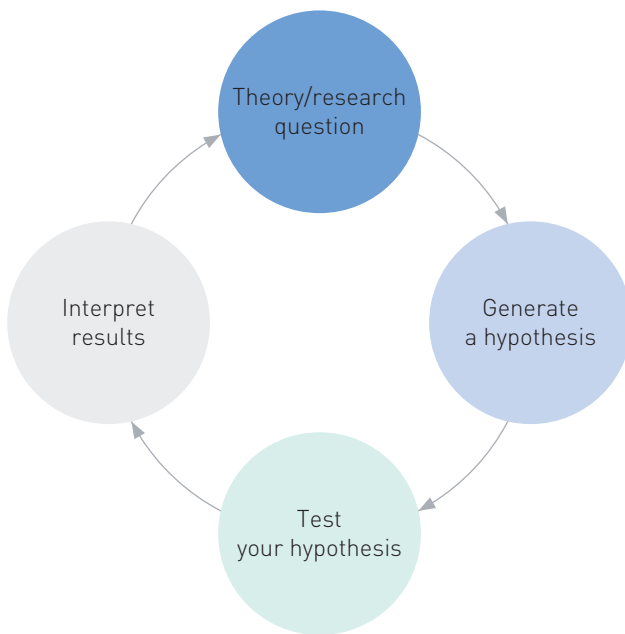 Theory/research
question
Generate
a hypothesis
Test
your hypothesis
Interpret
results